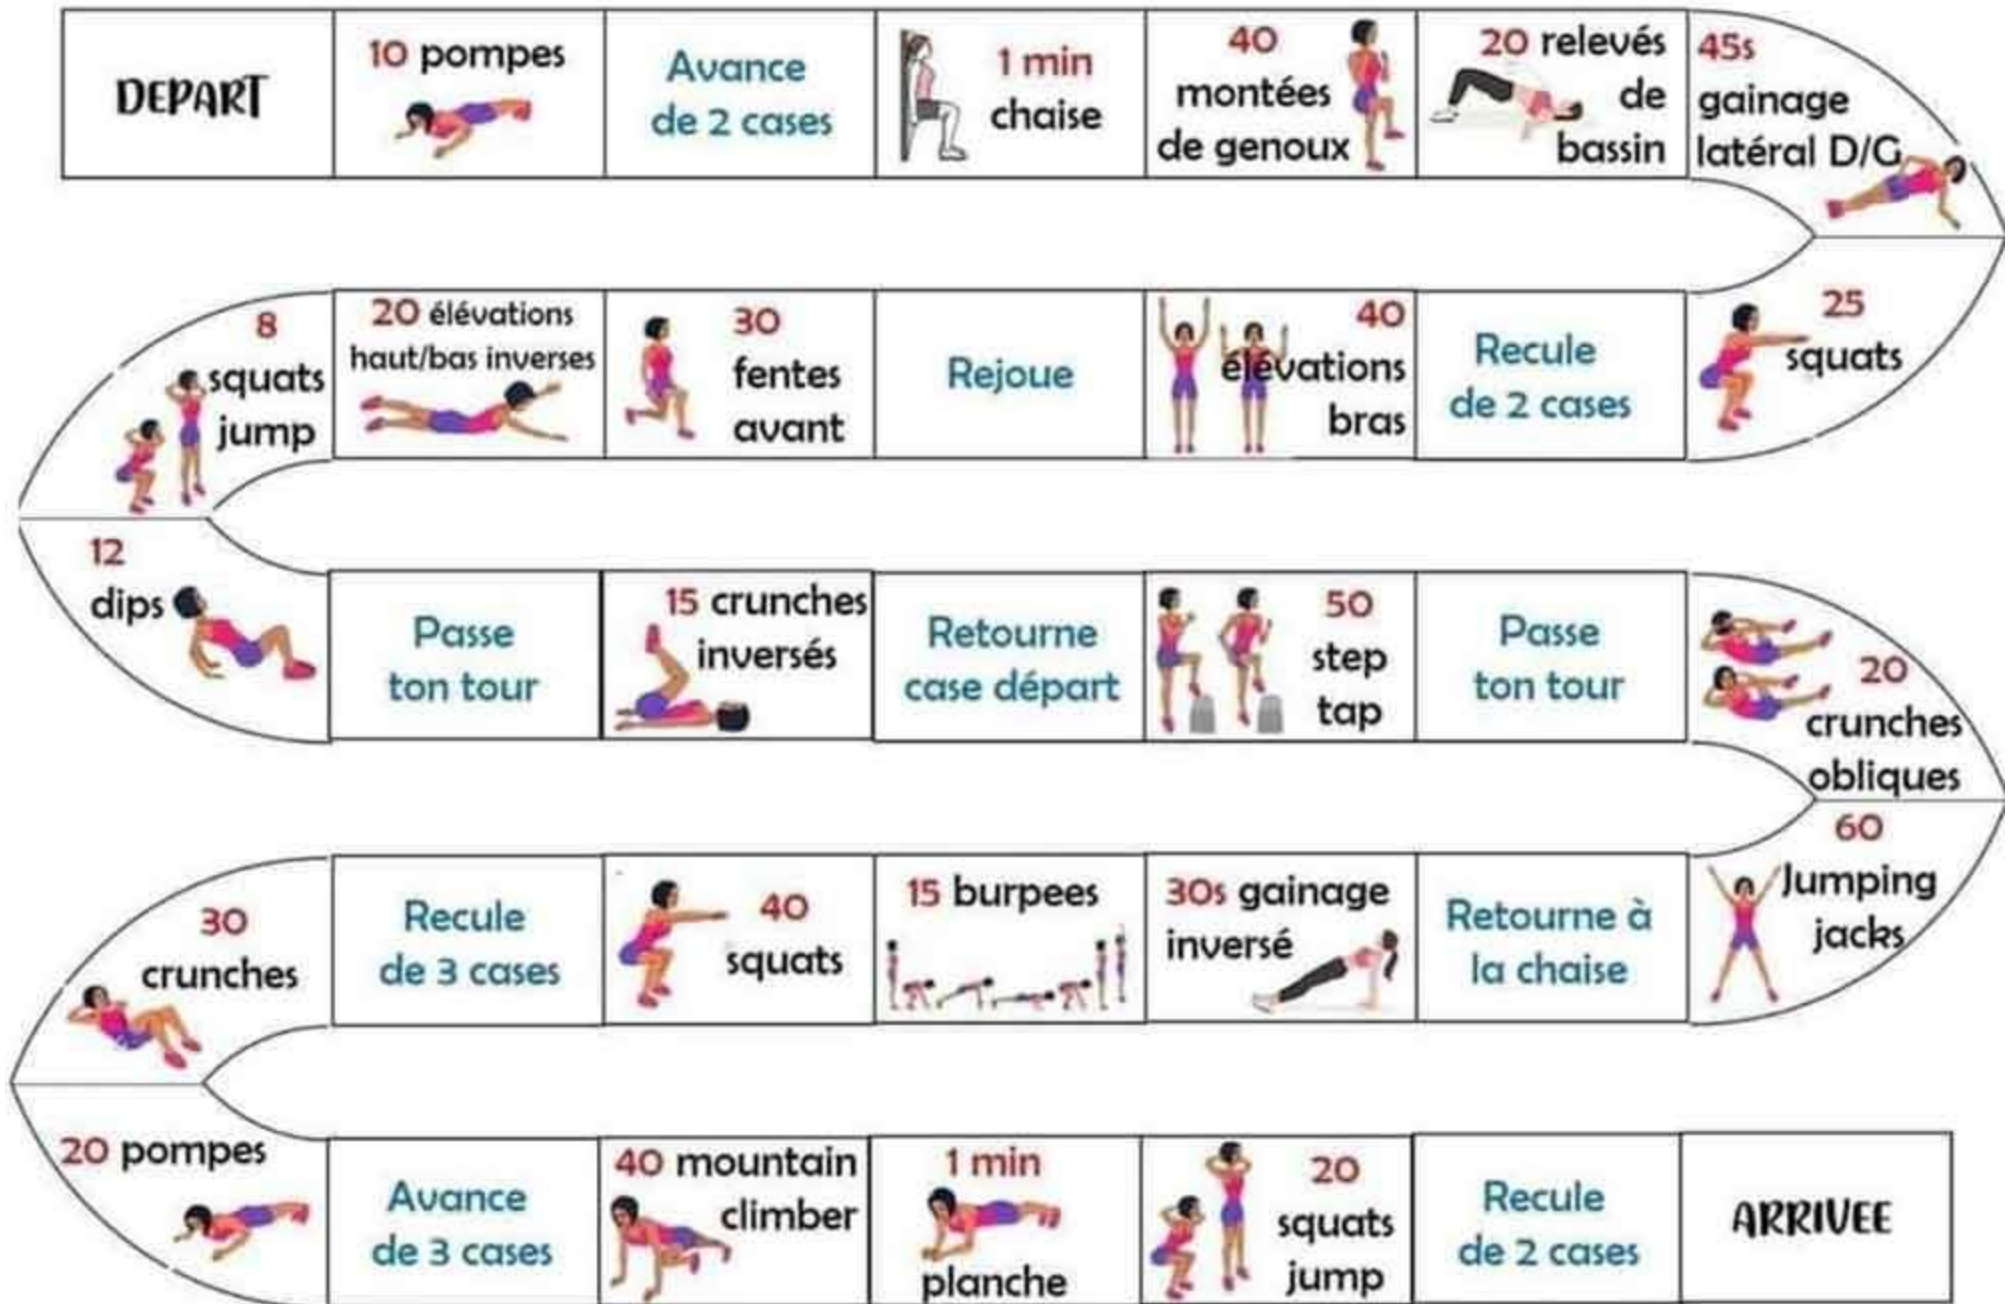 DEPART
10 pompes
Avance
de 2 cases
1 min
chaise
40
montées
de genoux
20 relevés
de
bassin
45s
gainage
latéral D/G
25
squats
Recule
de 2 cases
40
élévations
bras
Rejoue
30
fentes
avant
20 élévations
haut/bas inverses
8
squats
jump
12
dips
Passe
ton tour
15 crunches
inversés
Retourne
case départ
50
step
tap
Passe
ton tour
20
crunches
obliques
60
Jumping
jacks
Retourne à
la chaise
30s gainage
inversé
15 burpees
40
squats
Recule
de 3 cases
30
crunches
20 pompes
Avance
de 3 cases
40 mountain
climber
1 min
planche
20
squats
jump
Recule
de 2 cases
ARRIVEE